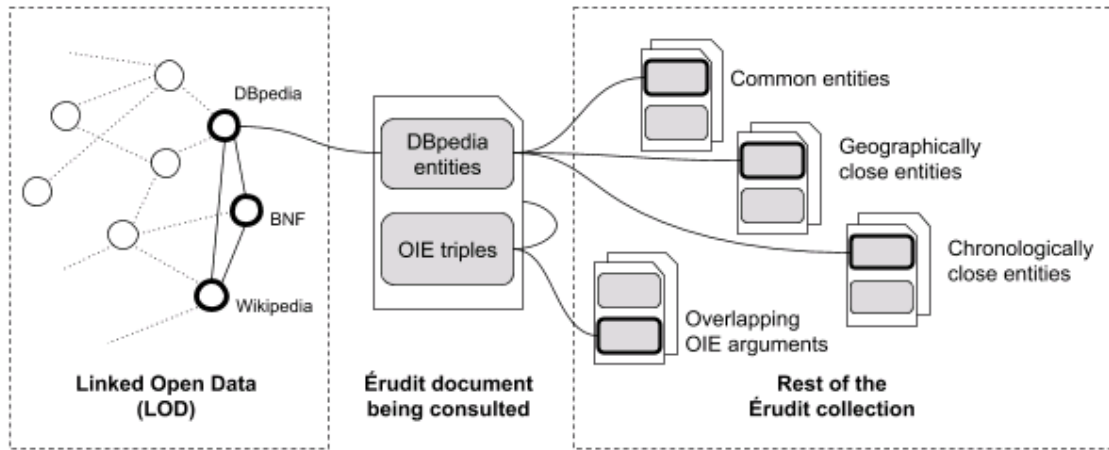 DBpedia
BNF
Wikipedia
Linked Open Data
(LOD)
DBpedia
entities
OIE triples
Érudit document
being consulted
Common entities
Geographically
close entities
Chronologically
close entities
Overlapping
OIE arguments
Rest of the
Érudit collection